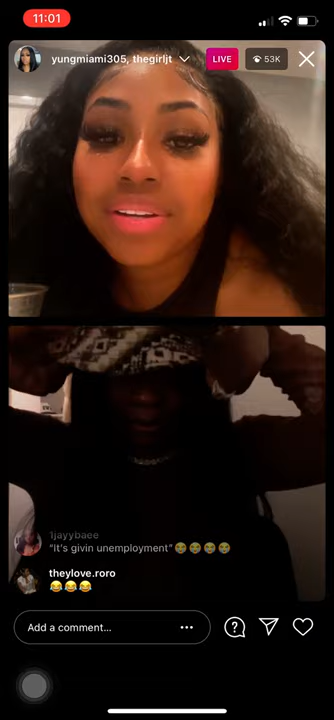 11:01
yungmiami305, thegirljt
LIVE
53K
1jayybaee
"It's givin unemployment"😭😭😭😭
theylove.roro
😂😂😂
Add a comment...